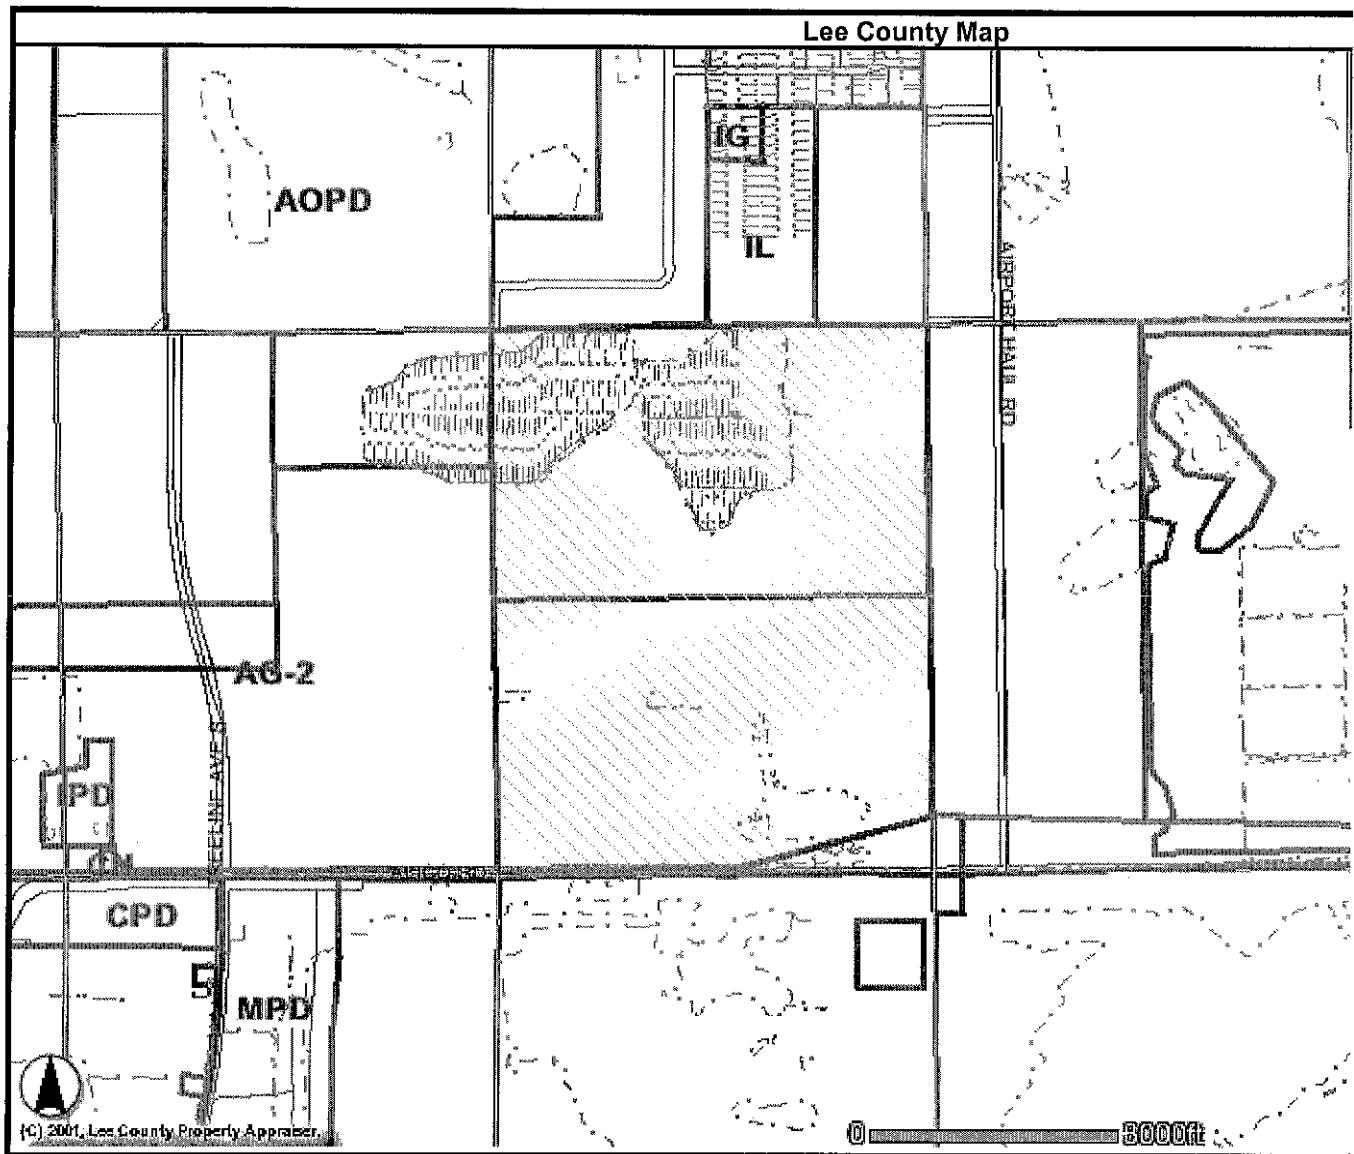 Lee County Map
IG
AOPD
IL
AIRPORT HAUL RD
AG-2
IPD
CPD
5
MPD
(C) 2001, Lee County Property Appraiser.
0 8000ft